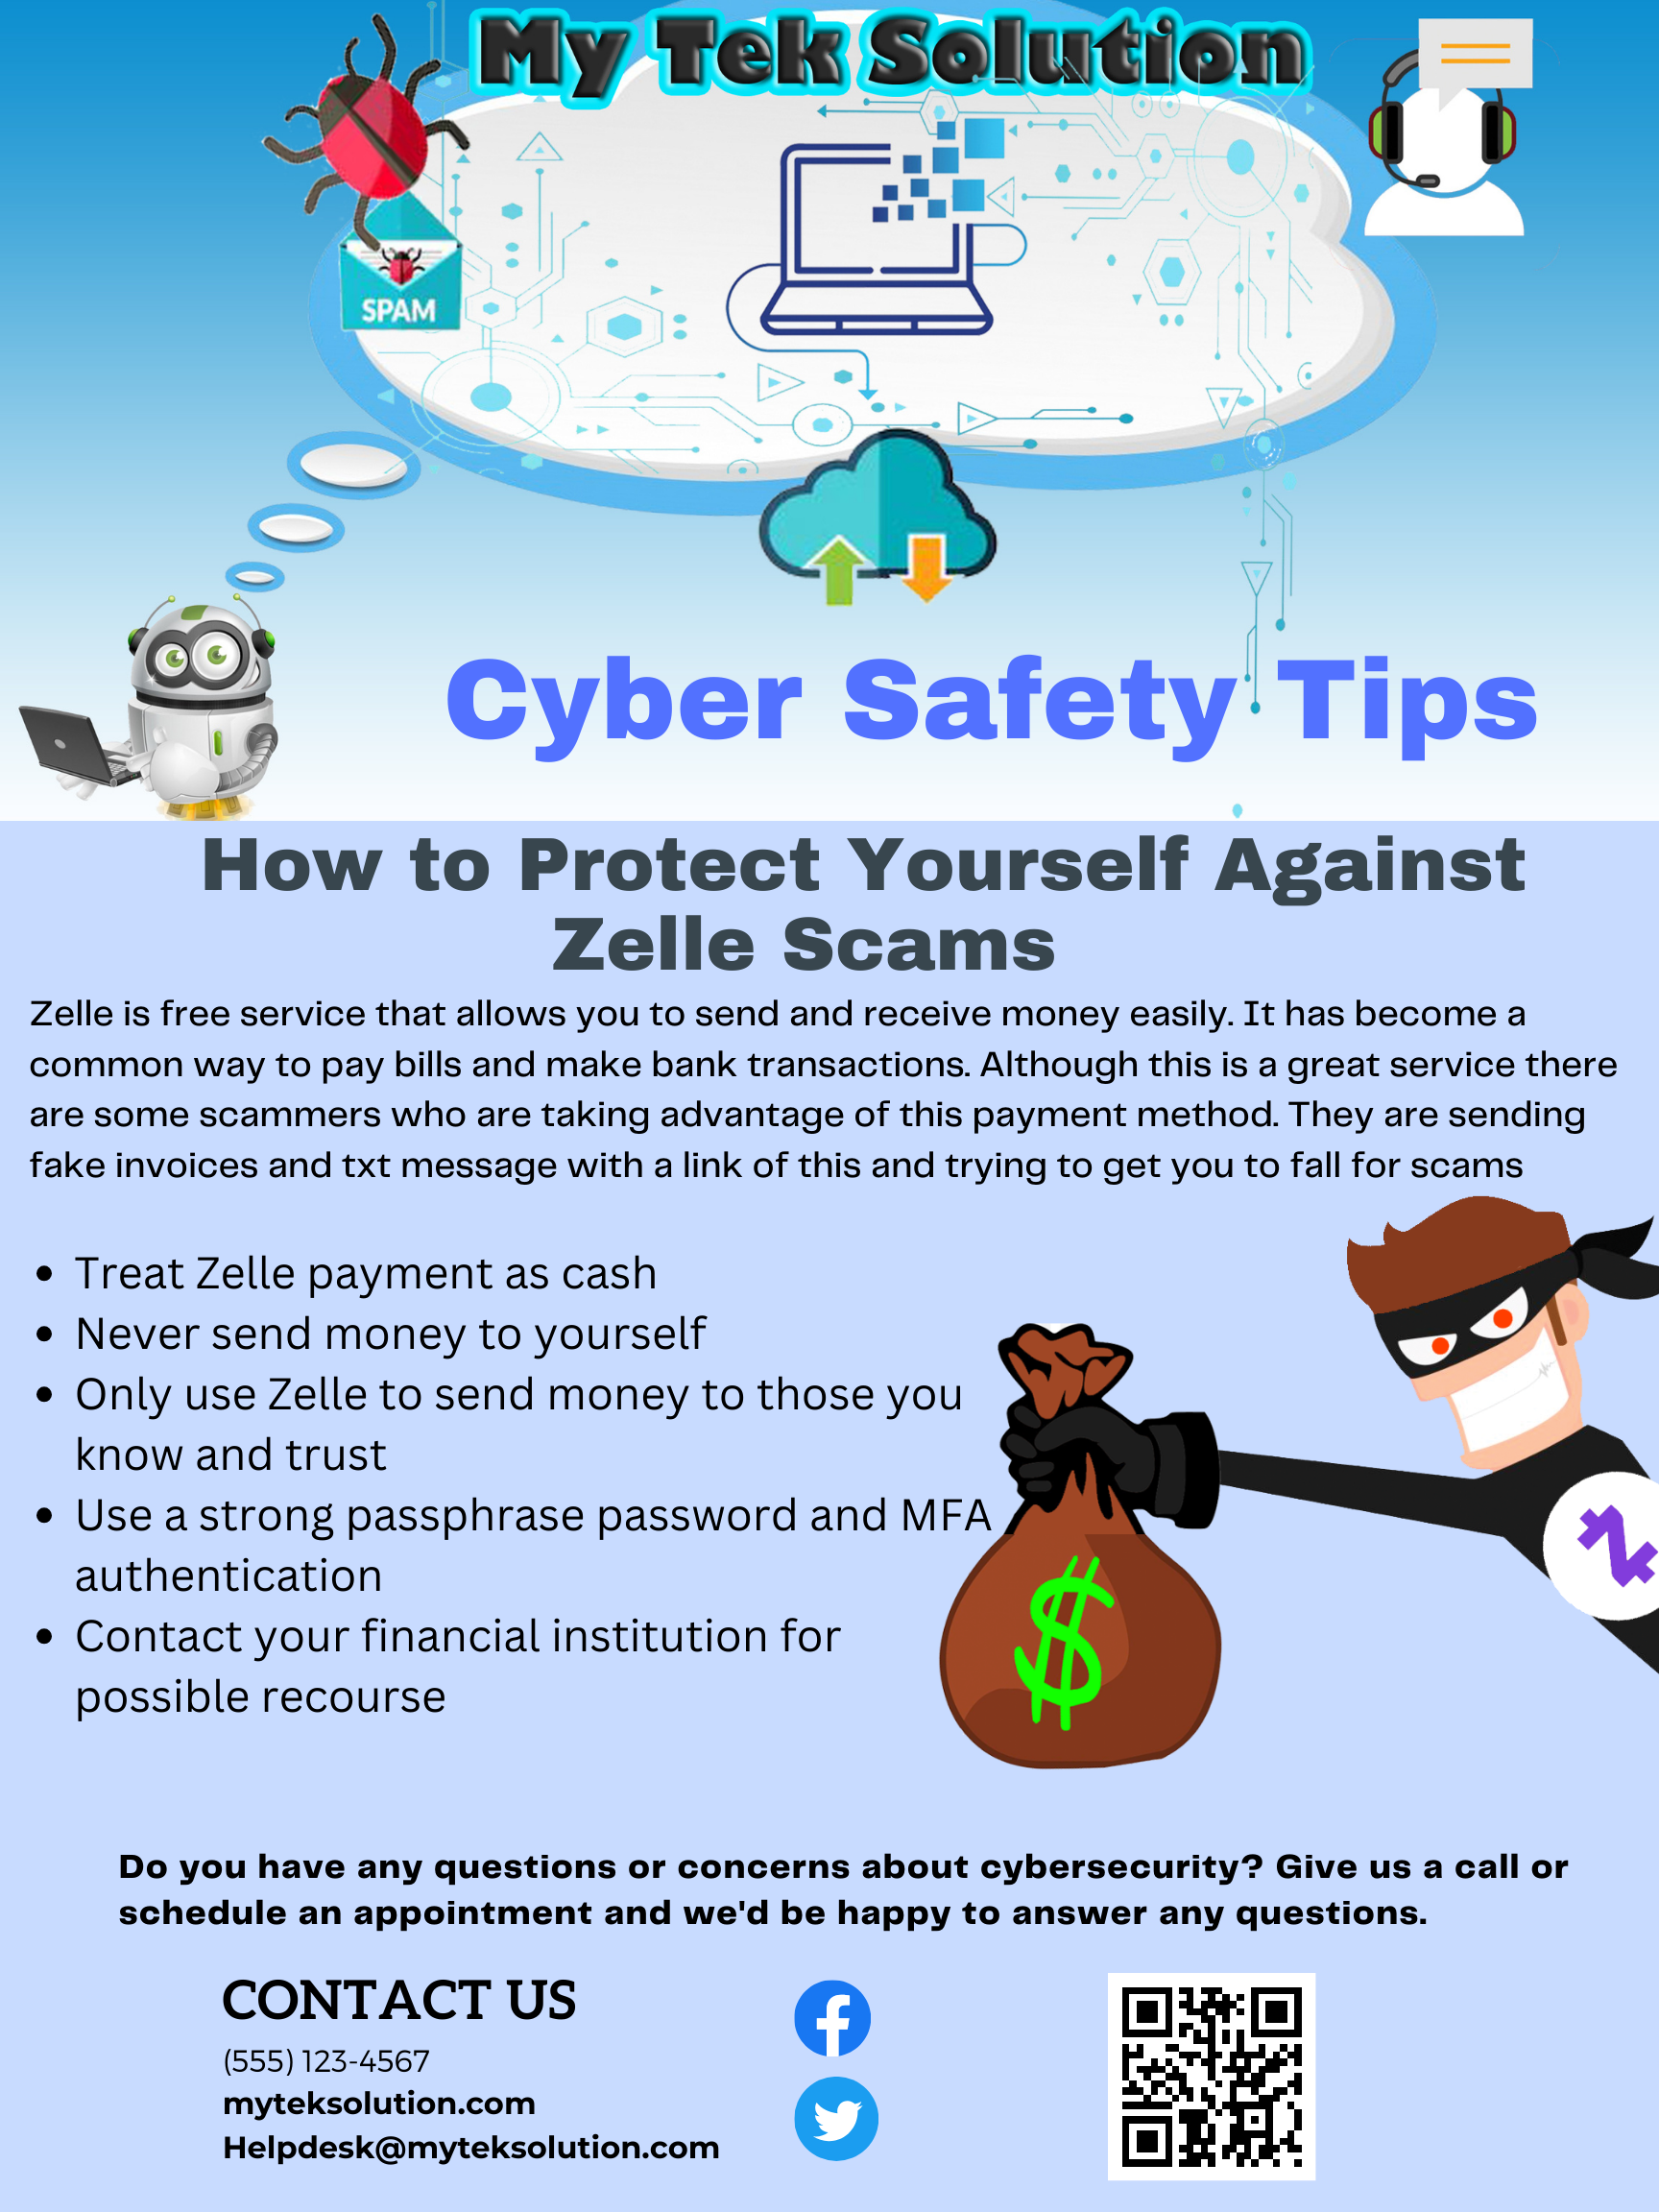 My Tek Solution
SPAM
Cyber Safety Tips
How to Protect Yourself Against
Zelle Scams
Zelle is free service that allows you to send and receive money easily. It has become a
common way to pay bills and make bank transactions. Although this is a great service there
are some scammers who are taking advantage of this payment method. They are sending
fake invoices and txt message with a link of this and trying to get you to fall for scams
• Treat Zelle payment as cash
• Never send money to yourself
• Only use Zelle to send money to those you
know and trust
• Use a strong passphrase password and MFA
authentication
• Contact your financial institution for
possible recourse
Do you have any questions or concerns about cybersecurity? Give us a call or
schedule an appointment and we'd be happy to answer any questions.
CONTACT US
(555) 123-4567
myteksolution.com
Helpdesk@myteksolution.com